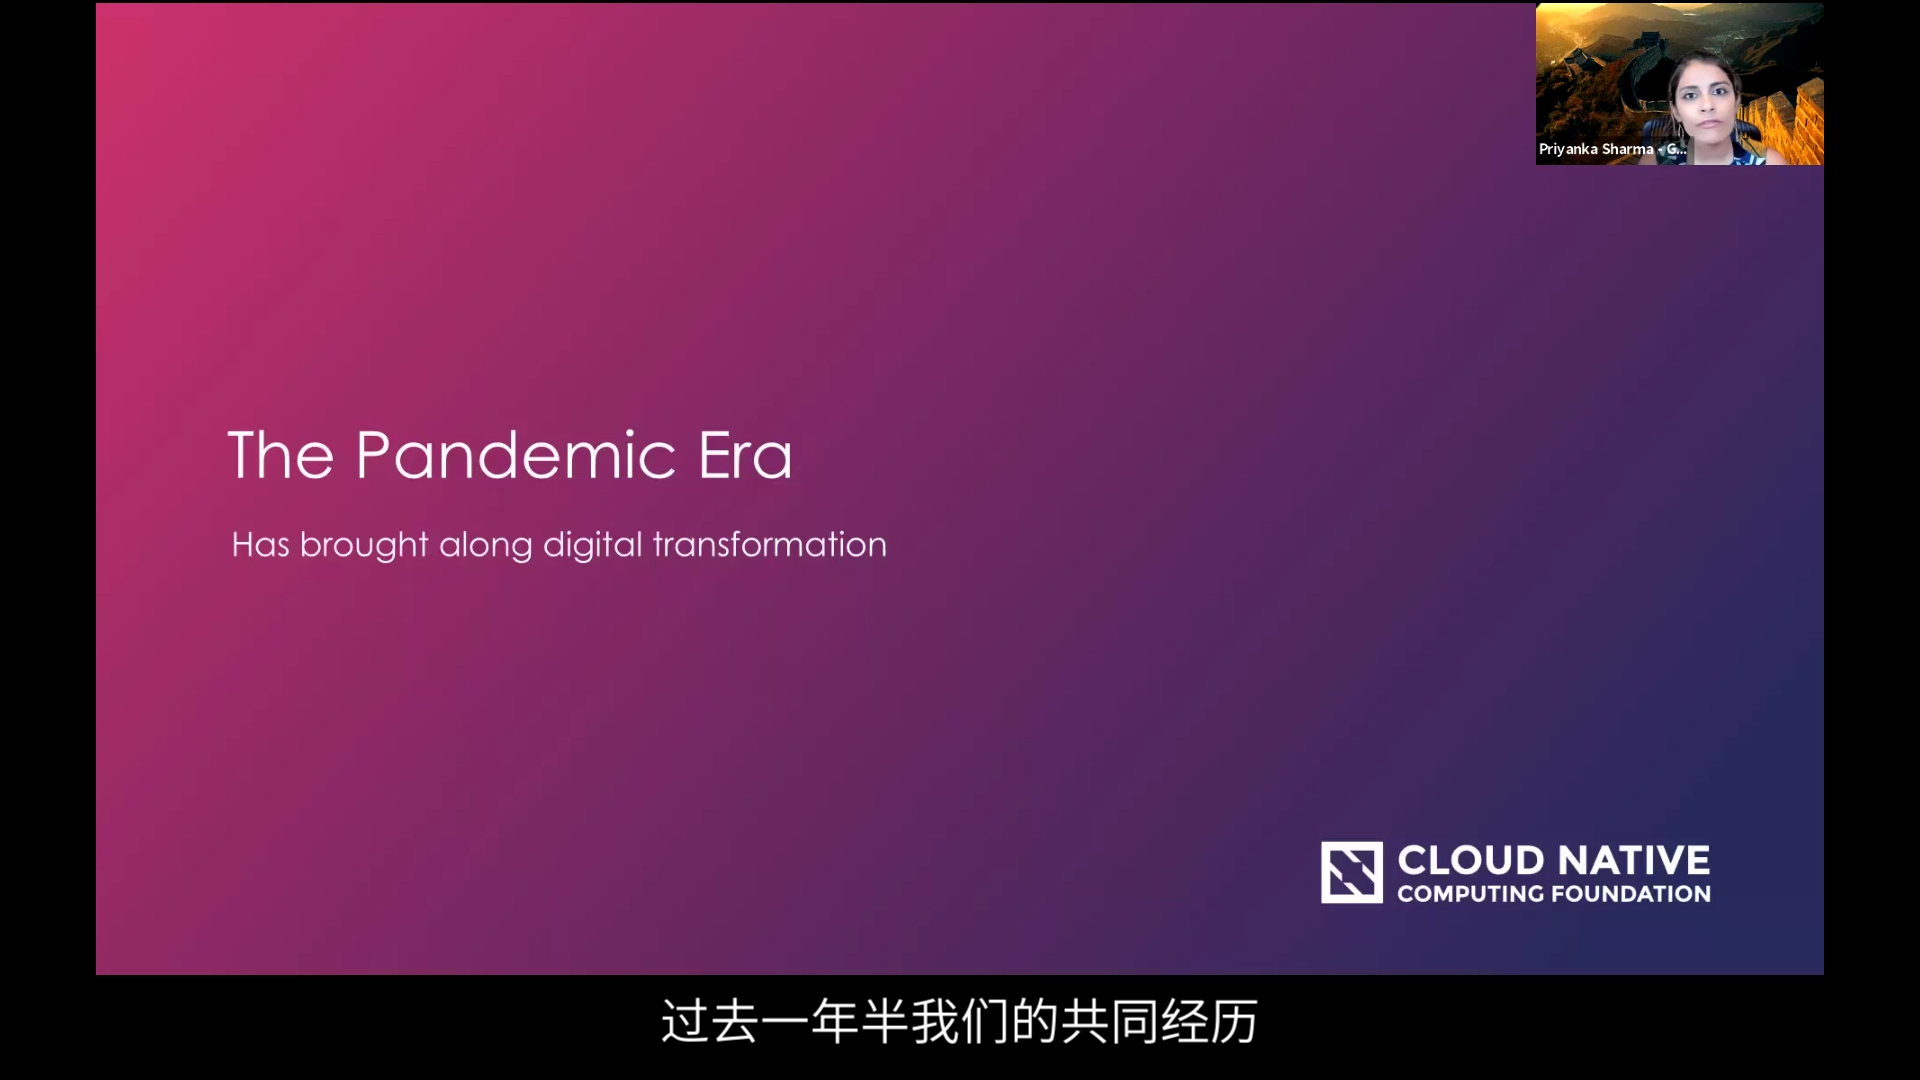 Priyanka Sharma - G...
The Pandemic Era
Has brought along digital transformation
CLOUD NATIVE
COMPUTING FOUNDATION
过去一年半我们的共同经历